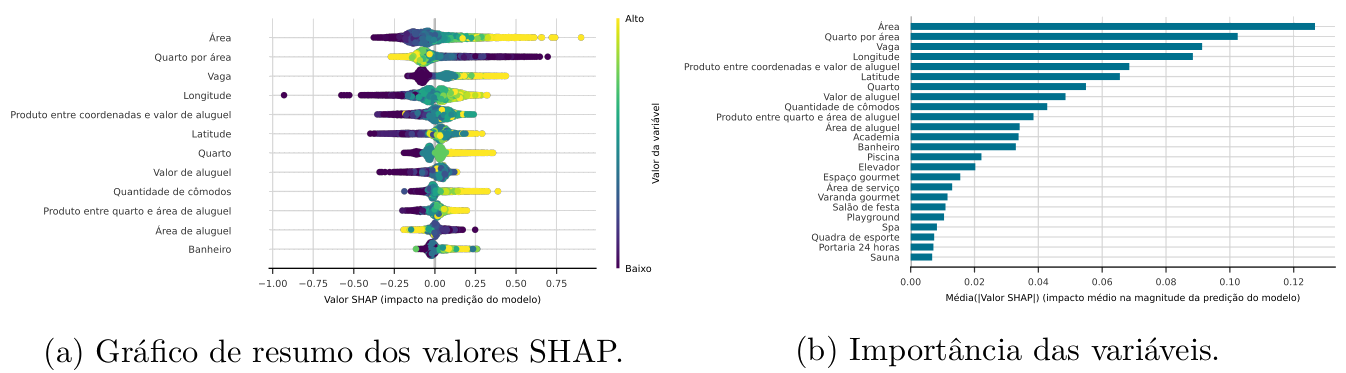 Alto
Área
Quarto por área
Vaga
Longitude
Produto entre coordenadas e valor de aluguel
Latitude
Quarto
Valor de aluguel
Quantidade de cômodos
Produto entre quarto e área de aluguel
Área de aluguel
Banheiro
Valor da variável
Baixo
−1.00 −0.75 −0.50 −0.25 0.00 0.25 0.50 0.75
Valor SHAP (impacto na predição do modelo)
(a) Gráfico de resumo dos valores SHAP.
Área
Quarto por área
Vaga
Longitude
Produto entre coordenadas e valor de aluguel
Latitude
Quarto
Valor de aluguel
Quantidade de cômodos
Produto entre quarto e área de aluguel
Área de aluguel
Academia
Banheiro
Piscina
Elevador
Espaço gourmet
Área de serviço
Varanda gourmet
Salão de festa
Playground
Spa
Quadra de esporte
Portaria 24 horas
Sauna
0.00 0.02 0.04 0.06 0.08 0.10 0.12
Média(|Valor SHAP|) (impacto médio na magnitude da predição do modelo)
(b) Importância das variáveis.